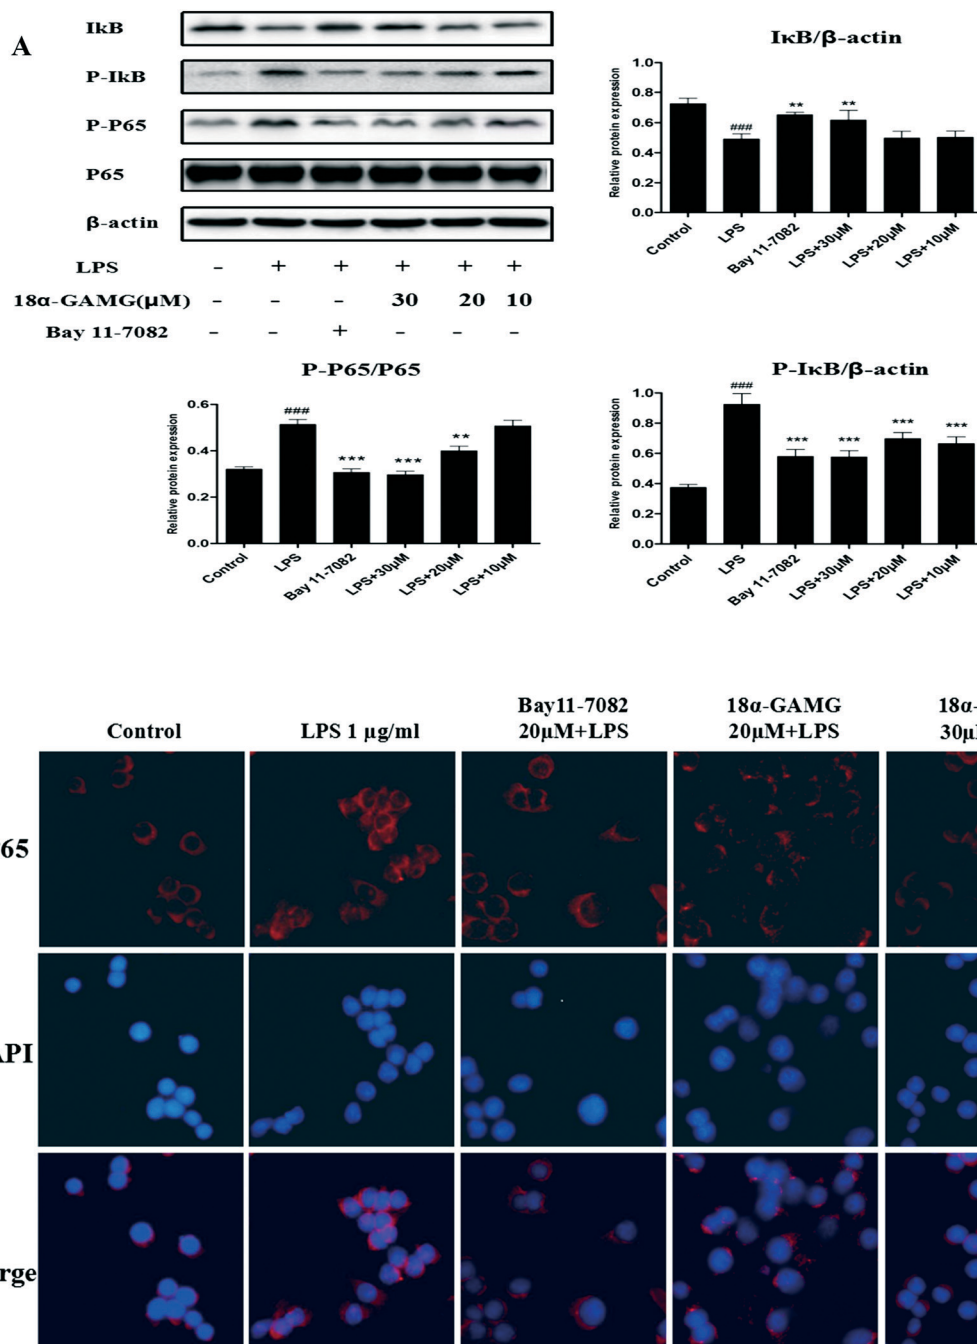 A
IkB
P-IkB
P-P65
P65
β-actin
LPS - + + + + +
18α-GAMG(μM) - - - 30 20 10
Bay 11-7082 - - + - - -
IκB/β-actin
Relative protein expression
1.0
0.8
0.6
0.4
0.2
0.0
###
**
**
Control
LPS
Bay 11-7082
LPS+30μM
LPS+20μM
LPS+10μM
P-P65/P65
Relative protein expression
0.6
0.4
0.2
0.0
###
***
***
**
Control
LPS
Bay 11-7082
LPS+30μM
LPS+20μM
LPS+10μM
P-IκB/β-actin
Relative protein expression
1.0
0.8
0.6
0.4
0.2
0.0
###
***
***
***
***
Control
LPS
Bay 11-7082
LPS+30μM
LPS+20μM
LPS+10μM
Control
LPS 1 μg/ml
Bay11-7082
20μM+LPS
18α-GAMG
20μM+LPS
18α-
30μ
65
API
rge